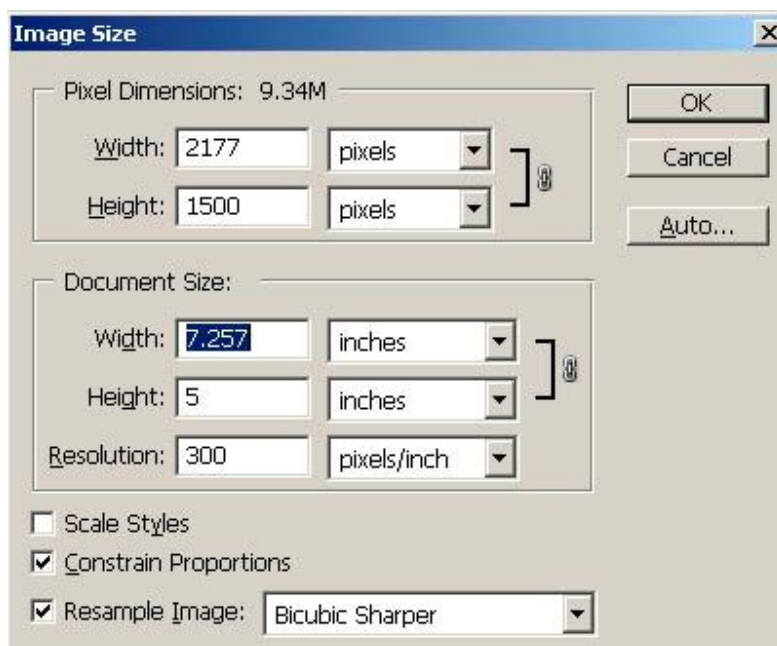 Image Size
Pixel Dimensions: 9.34M
Width: 2177 pixels
Height: 1500 pixels
OK
Cancel
Auto...
Document Size:
Width: 7.257 inches
Height: 5 inches
Resolution: 300 pixels/inch
Scale Styles
Constrain Proportions
Resample Image: Bicubic Sharper